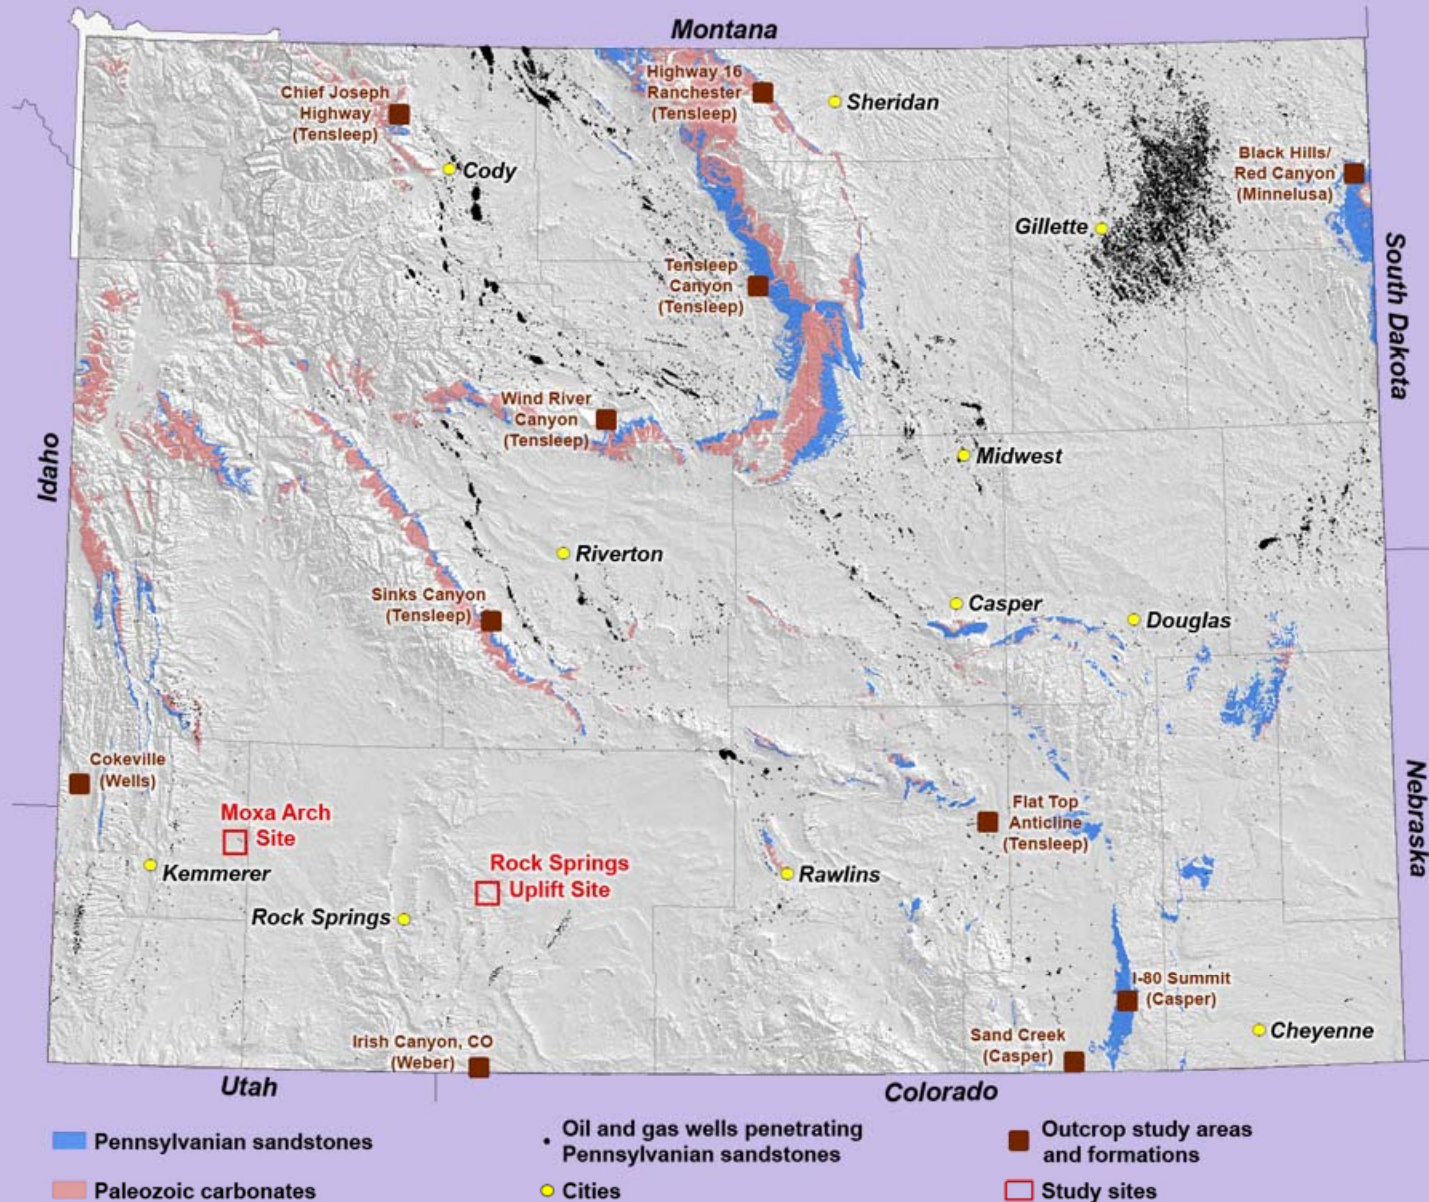 Montana
Highway 16
Ranchester
(Tensleep)
Sheridan
Chief Joseph
Highway
(Tensleep)
Cody
Black Hills/
Red Canyon
(Minnelusa)
Gillette
South Dakota
Tensleep
Canyon
(Tensleep)
Wind River
Canyon
(Tensleep)
Idaho
Midwest
Riverton
Sinks Canyon
(Tensleep)
Casper
Douglas
Cokeville
(Wells)
Moxa Arch
Site
Flat Top
Anticline
(Tensleep)
Nebraska
Kemmerer
Rock Springs
Uplift Site
Rawlins
Rock Springs
I-80 Summit
(Casper)
Cheyenne
Irish Canyon, CO
(Weber)
Sand Creek
(Casper)
Utah
Colorado
Pennsylvanian sandstones
Paleozoic carbonates
Oil and gas wells penetrating
Pennsylvanian sandstones
Cities
Outcrop study areas
and formations
Study sites